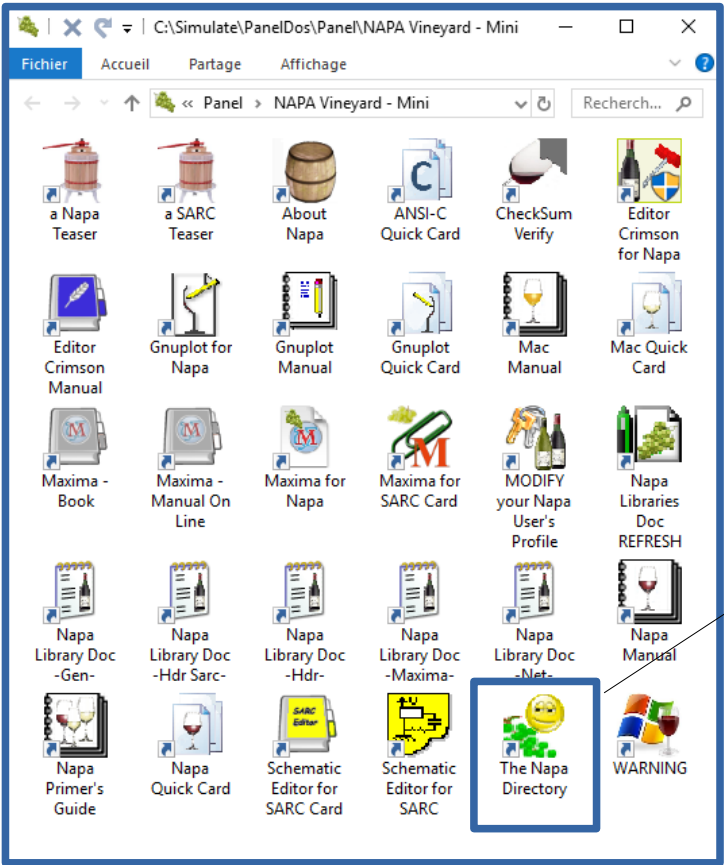 C:\Simulate\PanelDos\Panel\NAPA Vineyard - Mini
Fichier Accueil Partage Affichage
« Panel › NAPA Vineyard - Mini Recherch...
a Napa Teaser
a SARC Teaser
About Napa
C
ANSI-C Quick Card
CheckSum Verify
Editor Crimson for Napa
Editor Crimson Manual
Gnuplot for Napa
Gnuplot Manual
Gnuplot Quick Card
Mac Manual
Mac Quick Card
M
Maxima - Book
M
Maxima - Manual On Line
M
Maxima for Napa
M
Maxima for SARC Card
MODIFY your Napa User's Profile
Napa Libraries Doc REFRESH
Napa Library Doc -Gen-
Napa Library Doc -Hdr Sarc-
Napa Library Doc -Hdr-
Napa Library Doc -Maxima-
Napa Library Doc -Net-
Napa Manual
Napa Primer's Guide
Napa Quick Card
SARC Editor
Schematic Editor for SARC Card
Schematic Editor for SARC
The Napa Directory
WARNING